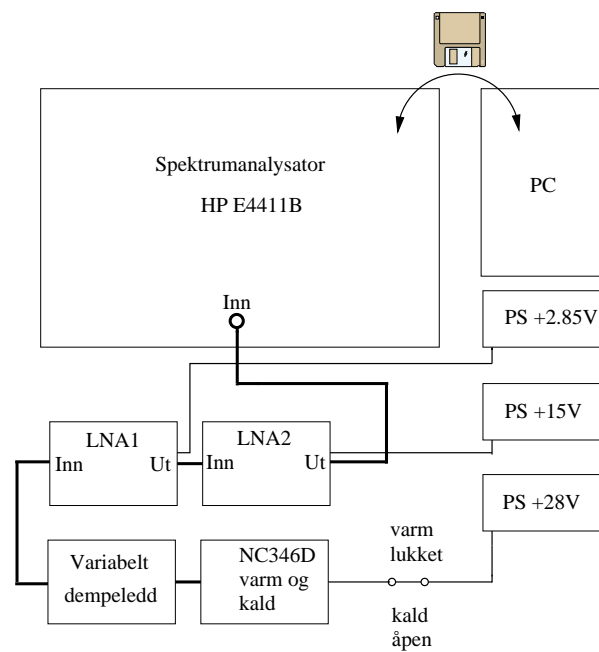 Spektrumanalysator
HP E4411B
Inn
PC
PS +2.85V
PS +15V
PS +28V
LNA1
Inn
Ut
LNA2
Inn
Ut
Variabelt
dempeledd
NC346D
varm og
kald
varm
lukket
kald
åpen